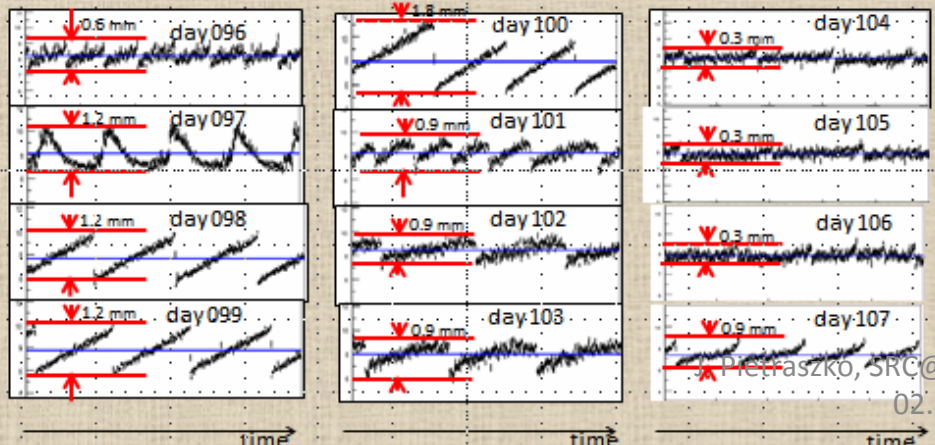 0.6 mm
day 096
1.2 mm
day 097
1.2 mm
day 098
1.2 mm
day 099
time
1.8 mm
day 100
0.9 mm
day 101
0.9 mm
day 102
0.9 mm
day 103
time
0.3 mm
day 104
0.3 mm
day 105
0.3 mm
day 106
0.9 mm
day 107
Pietraszko, SRC@
02.
time